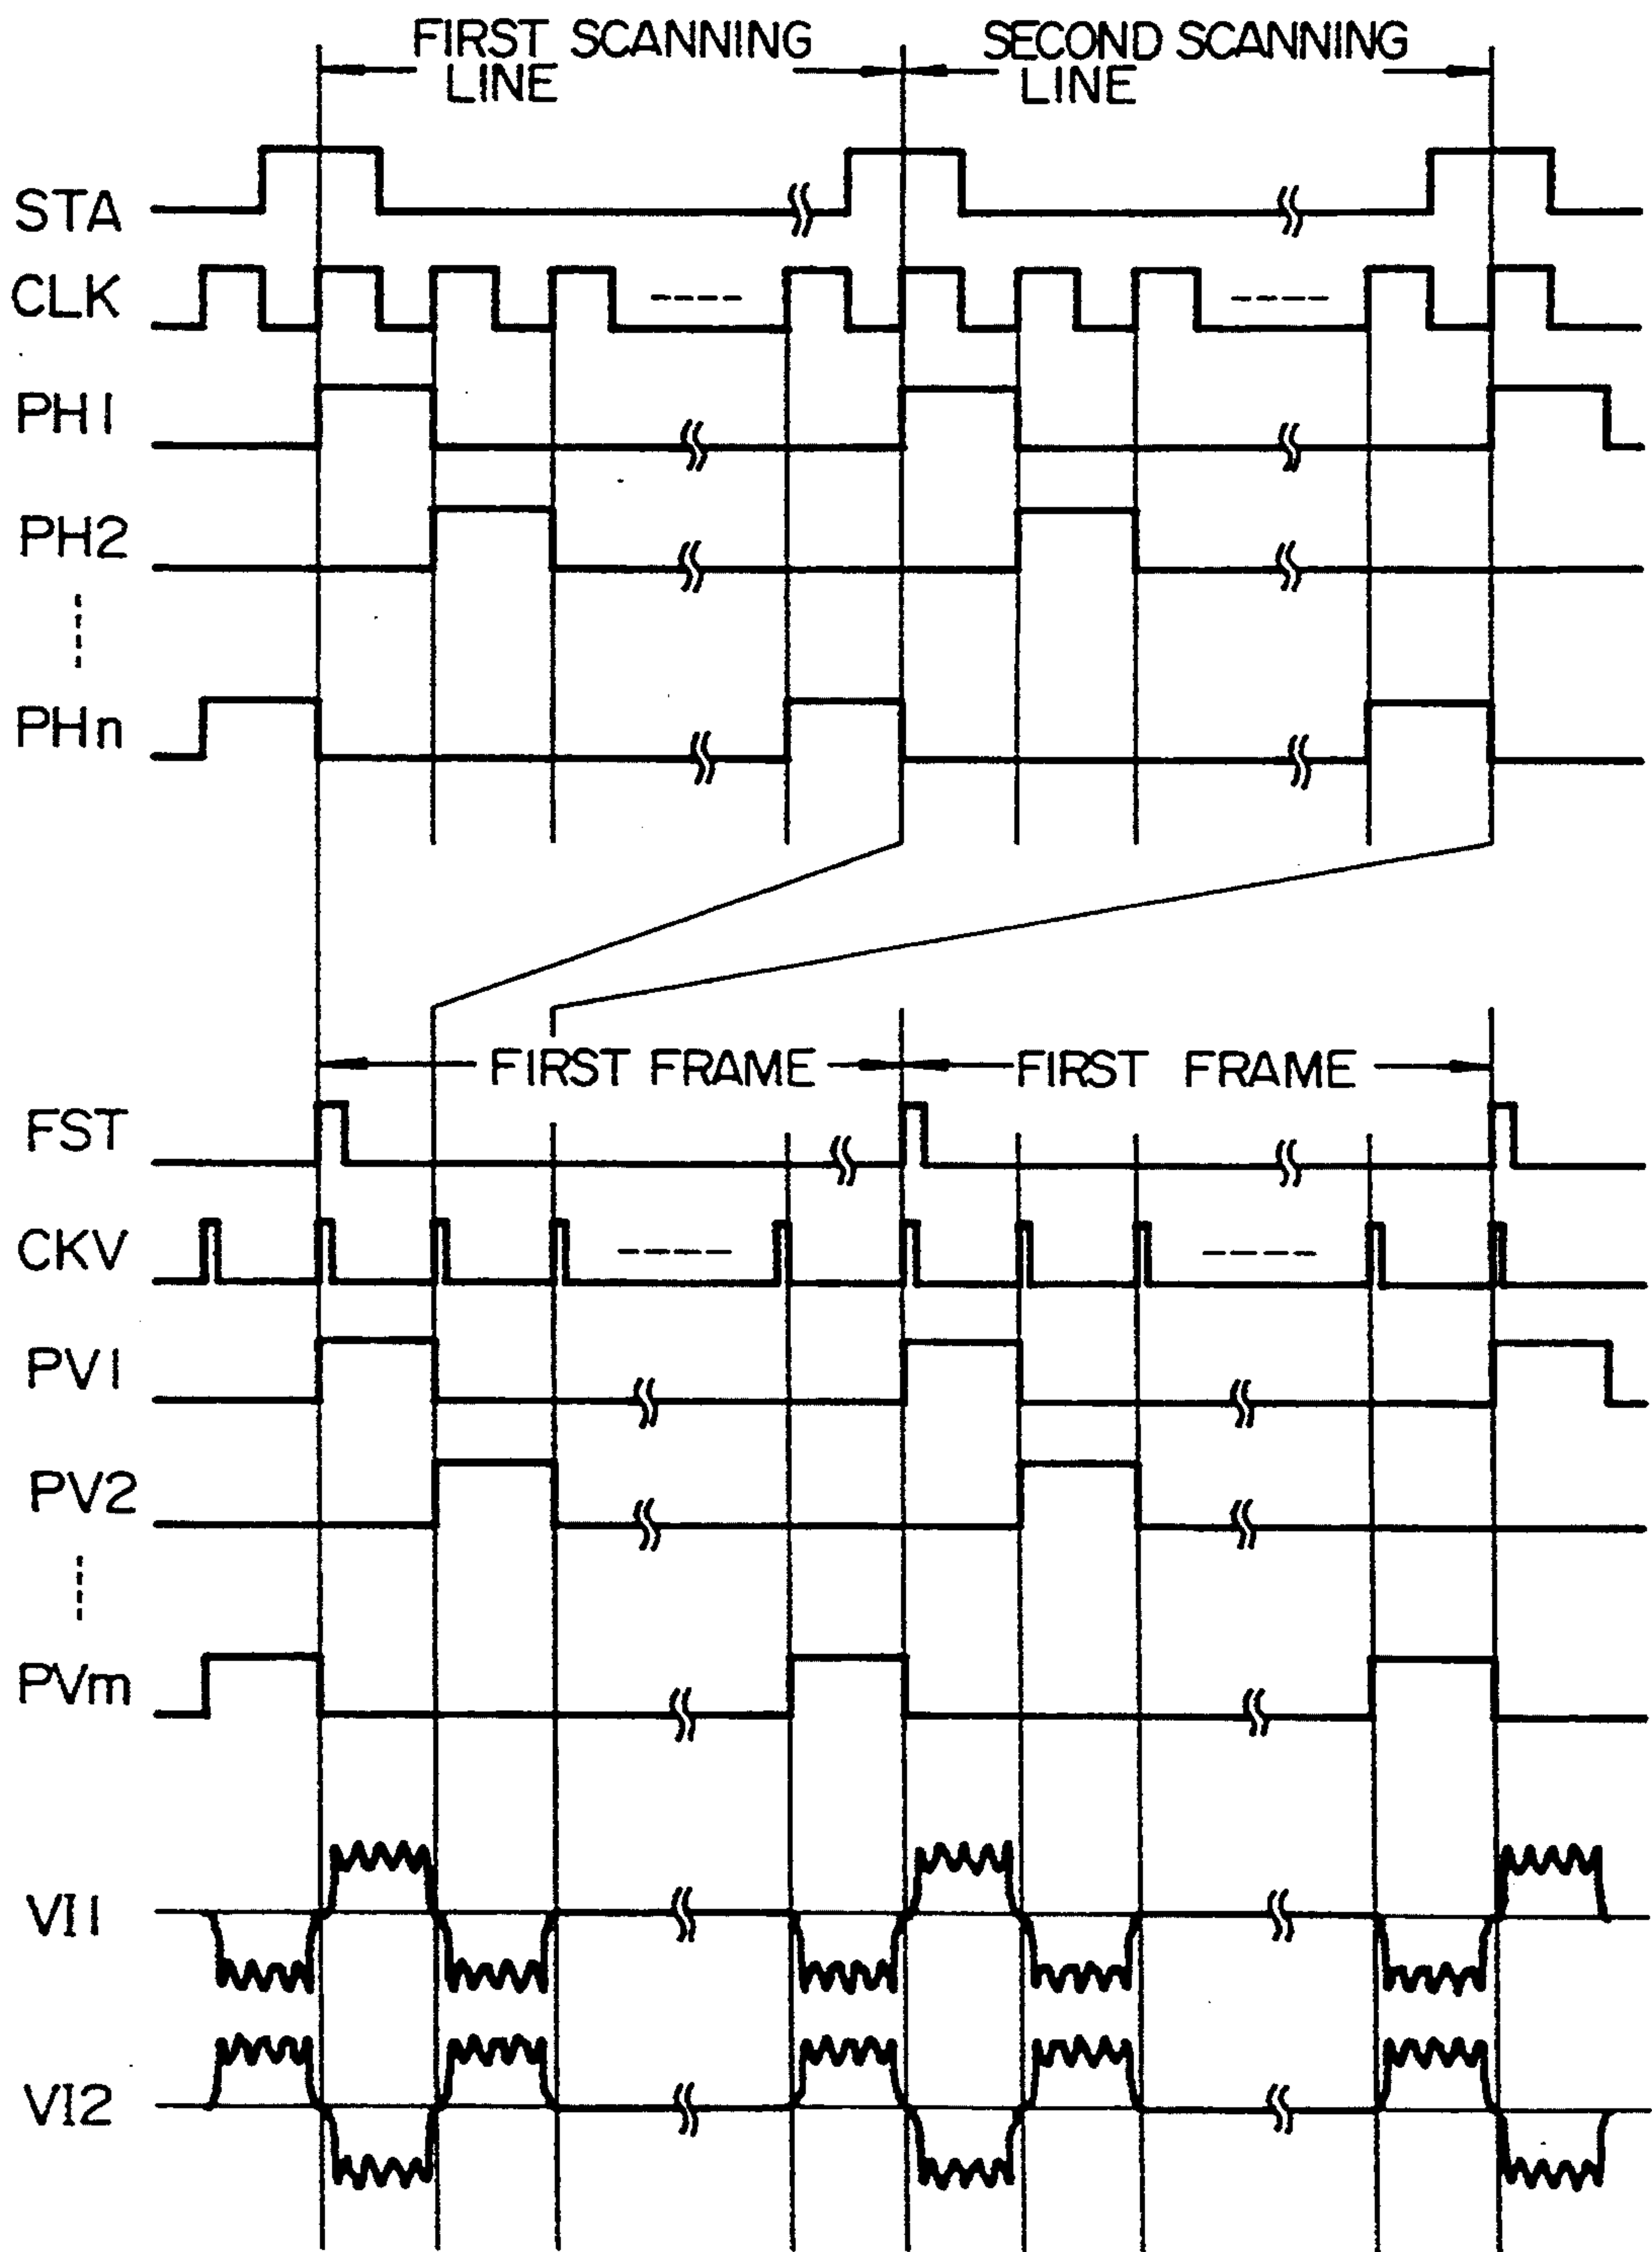 FIRST SCANNING
LINE
SECOND SCANNING
LINE
STA
CLK
PH1
PH2
PHn
FIRST FRAME
FIRST FRAME
FST
CKV
PV1
PV2
PVm
VI1
VI2